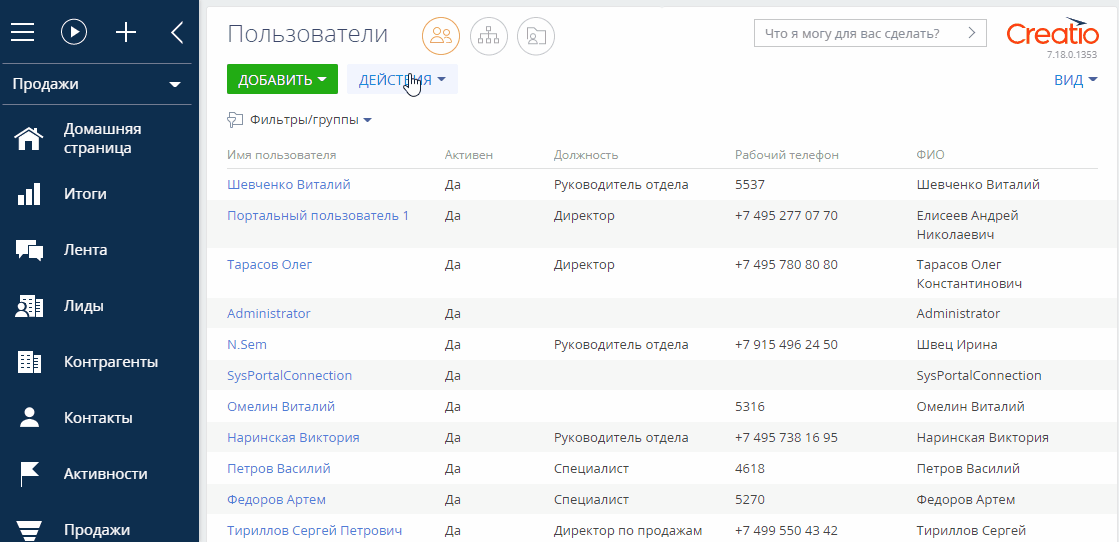 Пользователи
Что я могу для вас сделать?
Creatio
7.18.0.1353
ДОБАВИТЬ
ДЕЙСТВИЯ
ВИД
Фильтры/группы
Продажи
Домашняя
страница
Итоги
Лента
Лиды
Контрагенты
Контакты
Активности
Продажи
Имя пользователя Активен Должность Рабочий телефон ФИО
Шевченко Виталий Да Руководитель отдела 5537 Шевченко Виталий
Портальный пользователь 1 Да Директор +7 495 277 07 70 Елисеев Андрей
Николаевич
Тарасов Олег Да Директор +7 495 780 80 80 Тарасов Олег
Константинович
Administrator Да Administrator
N.Sem Да Руководитель отдела +7 915 496 24 50 Швец Ирина
SysPortalConnection Да SysPortalConnection
Омелин Виталий Да 5316 Омелин Виталий
Наринская Виктория Да Руководитель отдела +7 495 738 16 95 Наринская Виктория
Петров Василий Да Специалист 4618 Петров Василий
Федоров Артем Да Специалист 5270 Федоров Артем
Тириллов Сергей Петрович Да Директор по продажам +7 499 550 43 42 Тириллов Сергей